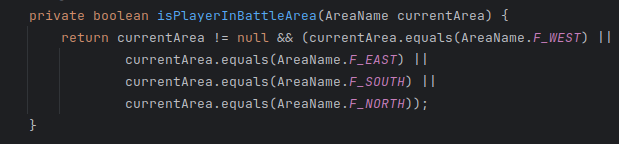 private boolean isPlayerInBattleArea(AreaName currentArea) {
return currentArea != null && (currentArea.equals(AreaName.F_WEST) ||
currentArea.equals(AreaName.F_EAST) ||
currentArea.equals(AreaName.F_SOUTH) ||
currentArea.equals(AreaName.F_NORTH));
}